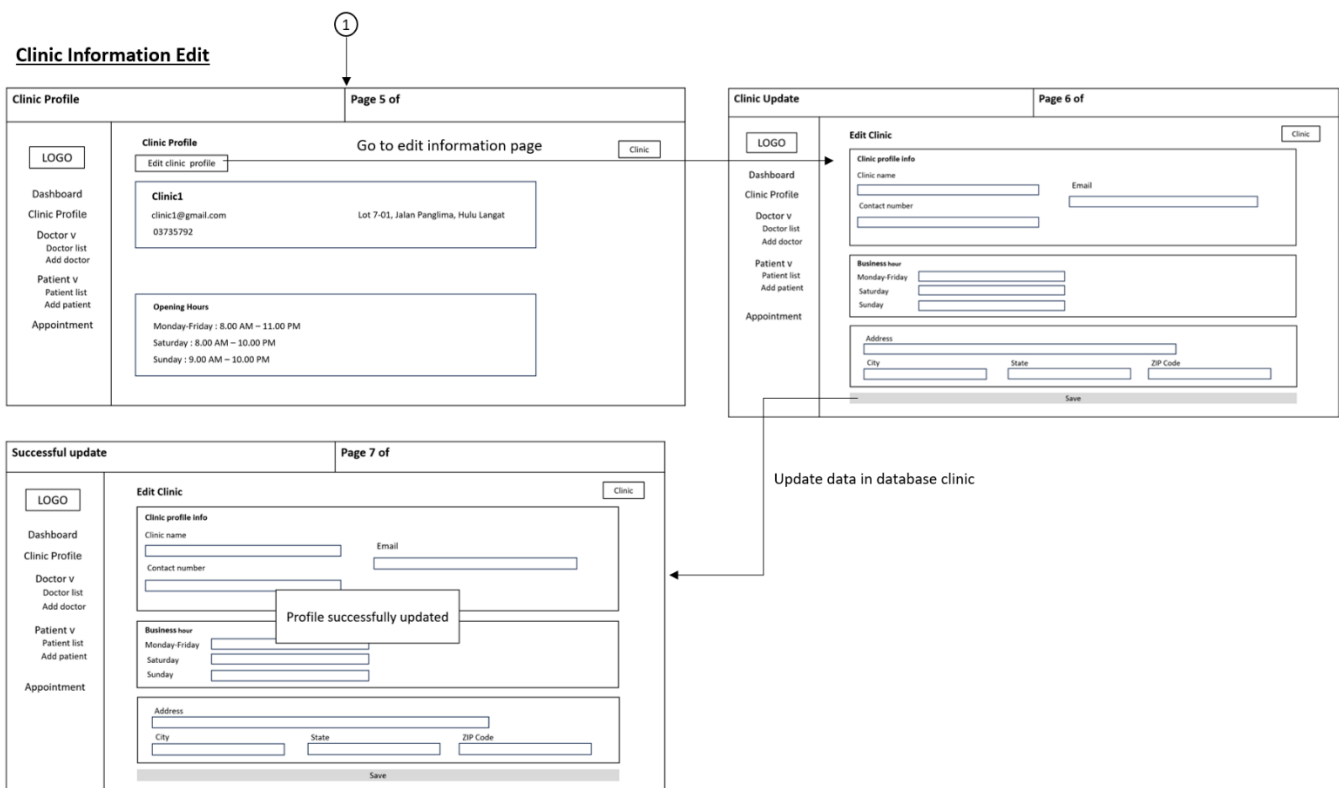 1
Clinic Information Edit
Clinic Profile
Page 5 of
LOGO
Dashboard
Clinic Profile
Doctor v
Doctor list
Add doctor
Patient v
Patient list
Add patient
Appointment
Clinic Profile
Edit clinic profile
Go to edit information page
Clinic
Clinic1
clinic1@gmail.com
Lot 7-01, Jalan Panglima, Hulu Langat
03735792
Opening Hours
Monday-Friday : 8.00 AM – 11.00 PM
Saturday : 8.00 AM – 10.00 PM
Sunday : 9.00 AM – 10.00 PM
Clinic Update
Page 6 of
LOGO
Dashboard
Clinic Profile
Doctor v
Doctor list
Add doctor
Patient v
Patient list
Add patient
Appointment
Edit Clinic
Clinic
Clinic profile info
Clinic name
Email
Contact number
Business hour
Monday-Friday
Saturday
Sunday
Address
City State ZIP Code
Save
Update data in database clinic
Successful update
Page 7 of
LOGO
Dashboard
Clinic Profile
Doctor v
Doctor list
Add doctor
Patient v
Patient list
Add patient
Appointment
Edit Clinic
Clinic
Clinic profile info
Clinic name
Email
Contact number
Profile successfully updated
Business hour
Monday-Friday
Saturday
Sunday
Address
City State ZIP Code
Save